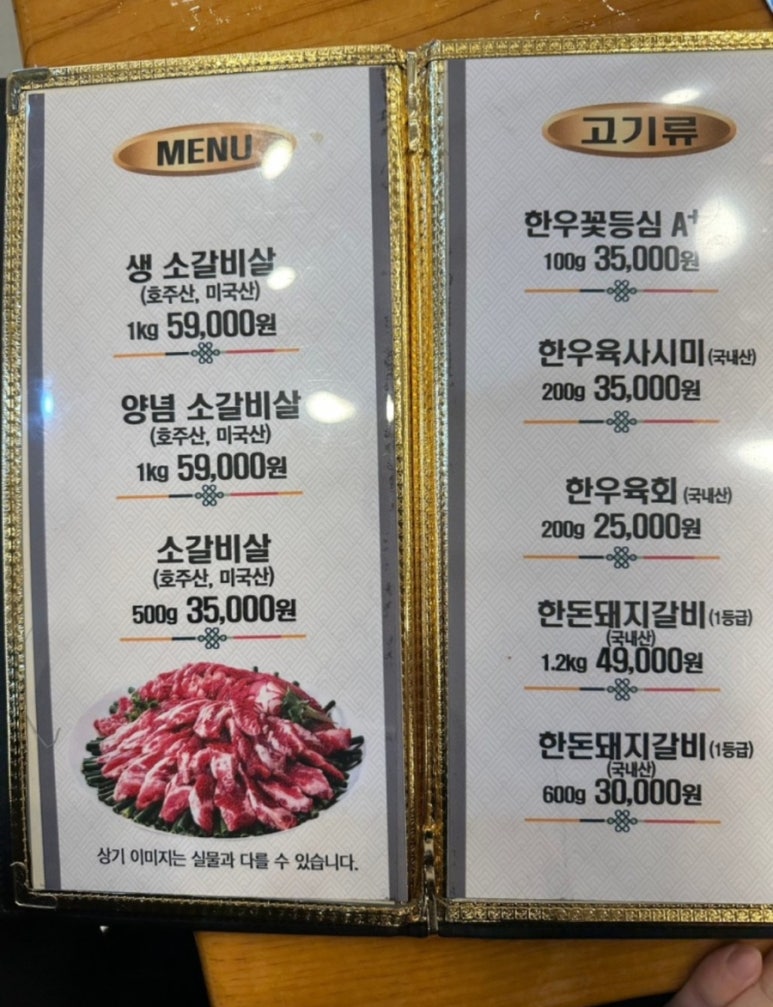 MENU
생 소갈비살
(호주산, 미국산)
1kg 59,000원
양념 소갈비살
(호주산, 미국산)
1kg 59,000원
소갈비살
(호주산, 미국산)
500g 35,000원
상기 이미지는 실물과 다를 수 있습니다.
고기류
한우꽃등심 A+
100g 35,000원
한우육사시미(국내산)
200g 35,000원
한우육회 (국내산)
200g 25,000원
한돈돼지갈비(1등급)
(국내산)
1.2kg 49,000원
한돈돼지갈비(1등급)
(국내산)
600g 30,000원